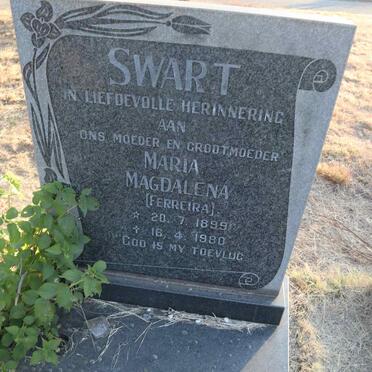 SWART
IN LIEFDEVOLLE HERINNERING
AAN
ONS MOEDER EN GROOTMOEDER
MARIA
MAGDALENA
(FERREIRA)
* 20.7.1899
† 16.4.1980
GOD IS MY TOEVLUG